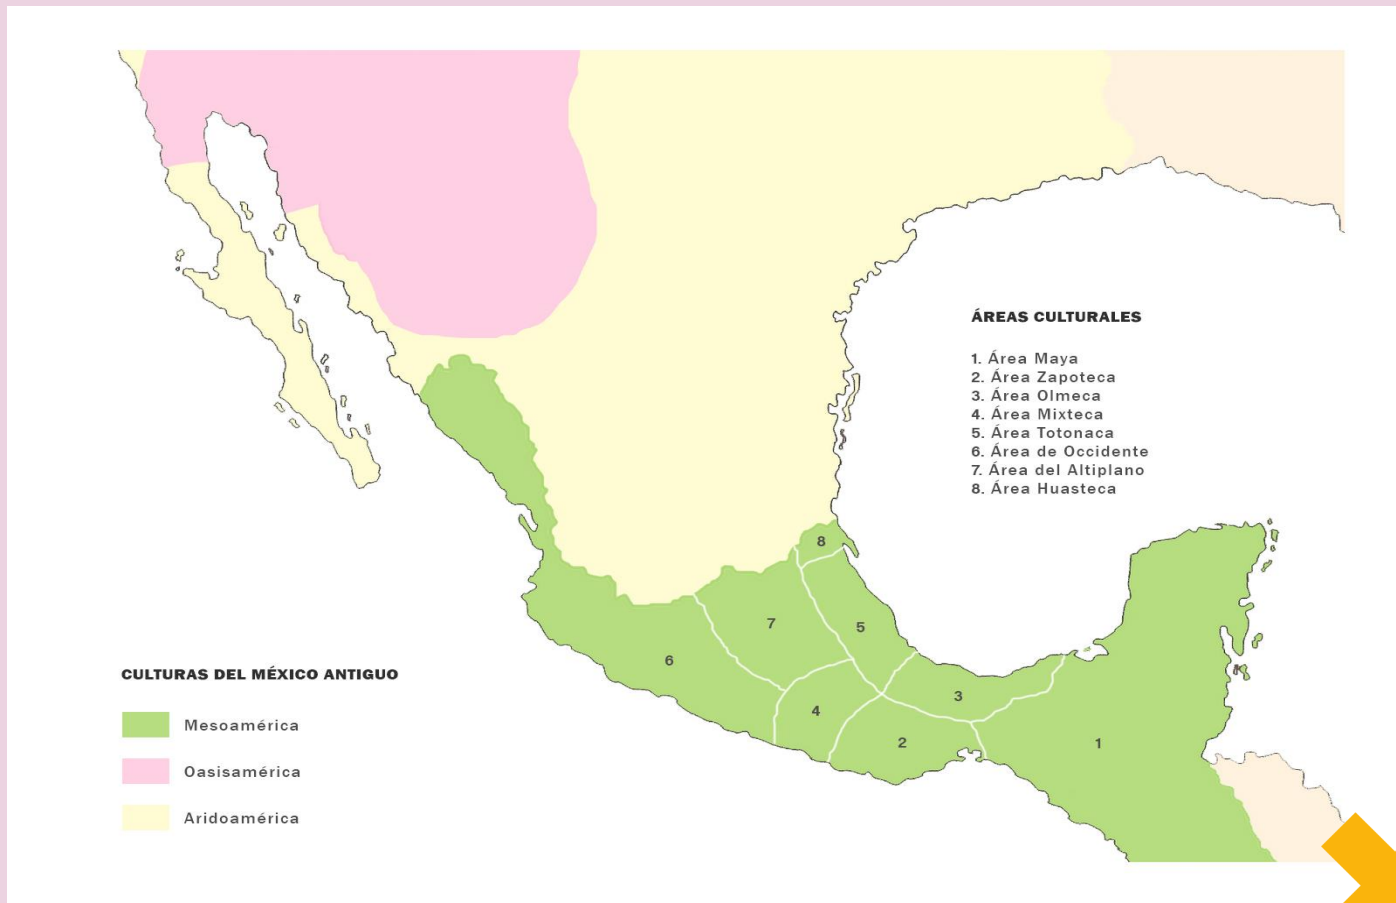 ÁREAS CULTURALES
1. Área Maya
2. Área Zapoteca
3. Área Olmeca
4. Área Mixteca
5. Área Totonaca
6. Área de Occidente
7. Área del Altiplano
8. Área Huasteca
8
7
5
6
4
3
2
1
CULTURAS DEL MÉXICO ANTIGUO
Mesoamérica
Oasisamérica
Aridoamérica